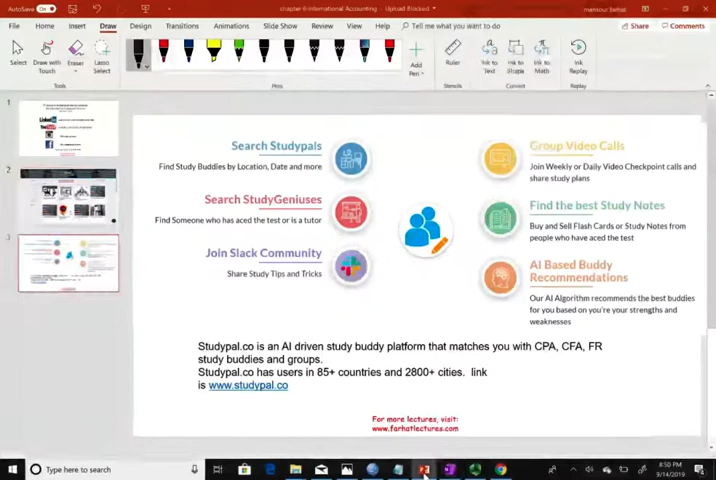 AutoSave On chapter 6 International Accounting - Upload Blocked mansour farhat
File Home Insert Draw Design Transitions Animations Slide Show Review View Help Tell me what you want to do Share Comments
Select Draw with Touch Eraser Lasso Select Add Pen Ruler Ink to Text Ink to Shape Ink to Math Ink Replay
Tools Pens Stencils Convert Replay
1
2
3
Search Studypals
Find Study Buddies by Location, Date and more
Search StudyGeniuses
Find Someone who has aced the test or is a tutor
Join Slack Community
Share Study Tips and Tricks
Group Video Calls
Join Weekly or Daily Video Checkpoint calls and
share study plans
Find the best Study Notes
Buy and Sell Flash Cards or Study Notes from
people who have aced the test
AI Based Buddy
Recommendations
Our AI Algorithm recommends the best buddies
for you based on you're your strengths and
weaknesses
Studypal.co is an AI driven study buddy platform that matches you with CPA, CFA, FR
study buddies and groups.
Studypal.co has users in 85+ countries and 2800+ cities. link
is www.studypal.co
For more lectures, visit:
www.farhatlectures.com
Type here to search
8:50 PM
9/14/2019